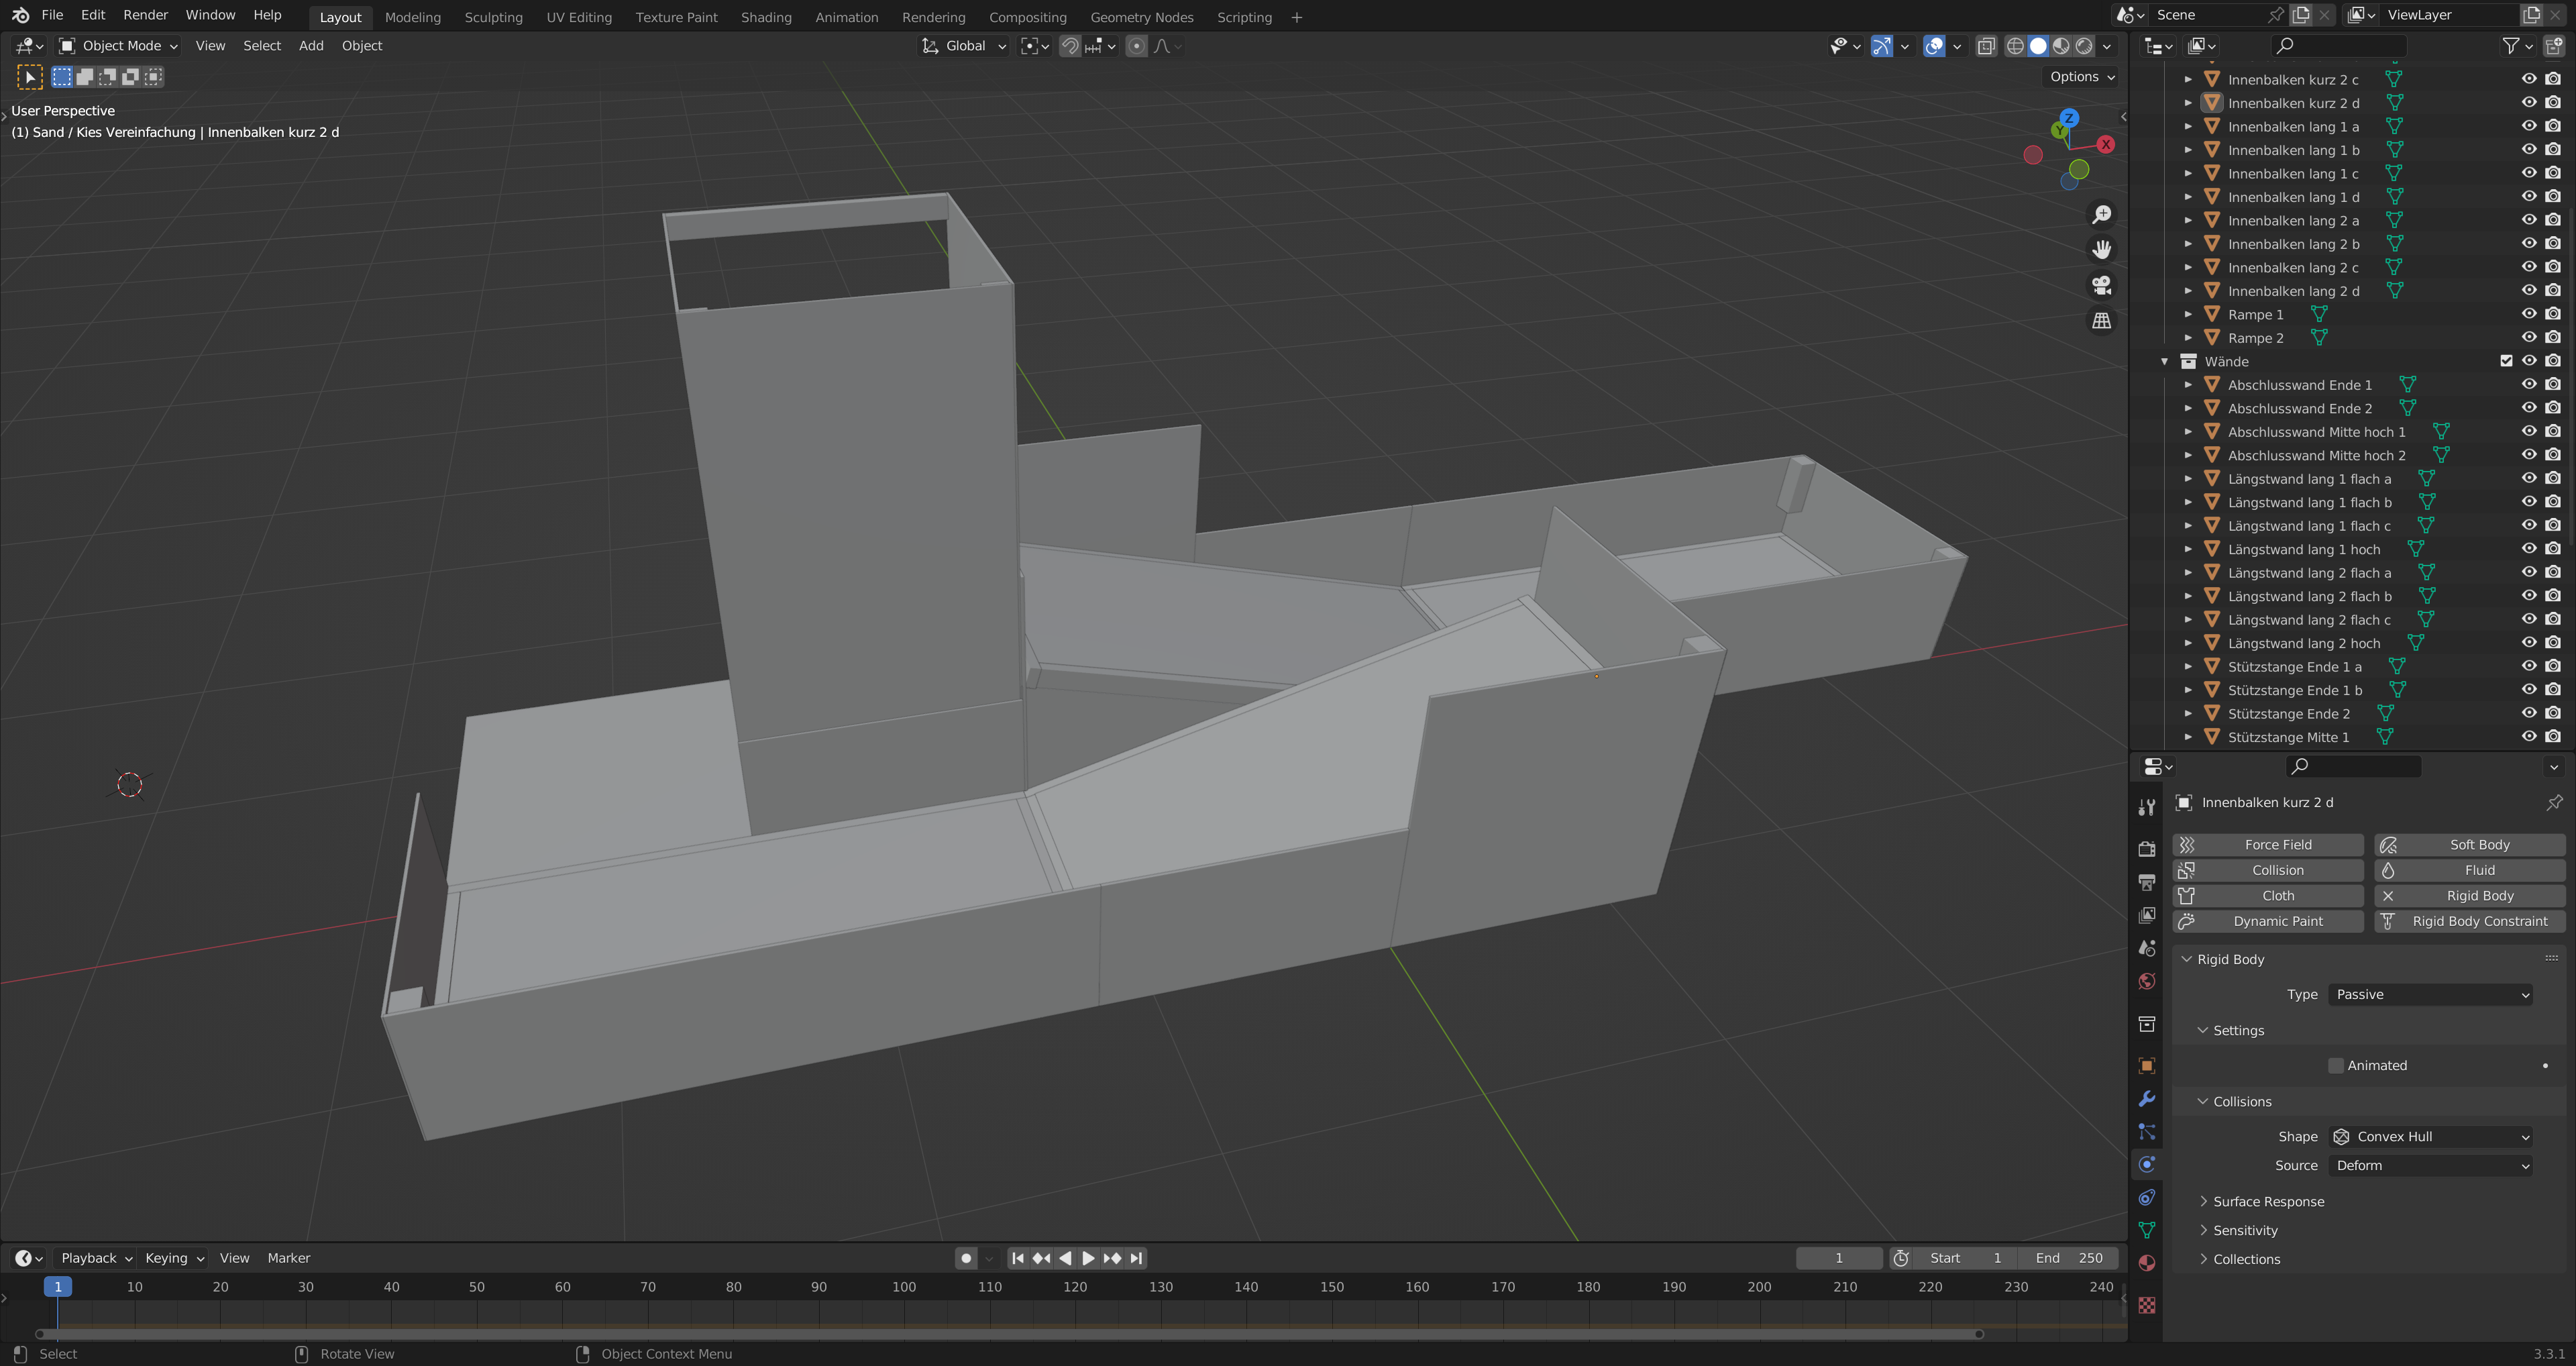 File Edit Render Window Help Layout Modeling Sculpting UV Editing Texture Paint Shading Animation Rendering Compositing Geometry Nodes Scripting + Scene ViewLayer
Object Mode View Select Add Object Global
Options
User Perspective
(1) Sand / Kies Vereinfachung | Innenbalken kurz 2 d
Z
Y
X
Innenbalken kurz 2 c
Innenbalken kurz 2 d
Innenbalken lang 1 a
Innenbalken lang 1 b
Innenbalken lang 1 c
Innenbalken lang 1 d
Innenbalken lang 2 a
Innenbalken lang 2 b
Innenbalken lang 2 c
Innenbalken lang 2 d
Rampe 1
Rampe 2
Wände
Abschlusswand Ende 1
Abschlusswand Ende 2
Abschlusswand Mitte hoch 1
Abschlusswand Mitte hoch 2
Längstwand lang 1 flach a
Längstwand lang 1 flach b
Längstwand lang 1 flach c
Längstwand lang 1 hoch
Längstwand lang 2 flach a
Längstwand lang 2 flach b
Längstwand lang 2 flach c
Längstwand lang 2 hoch
Stützstange Ende 1 a
Stützstange Ende 1 b
Stützstange Ende 2
Stützstange Mitte 1
Innenbalken kurz 2 d
Force Field Soft Body
Collision Fluid
Cloth Rigid Body
Dynamic Paint Rigid Body Constraint
Rigid Body
Type Passive
Settings
Animated
Collisions
Shape Convex Hull
Source Deform
Surface Response
Sensitivity
Collections
Playback Keying View Marker 1 Start 1 End 250
1 10 20 30 40 50 60 70 80 90 100 110 120 130 140 150 160 170 180 190 200 210 220 230 240
Select Rotate View Object Context Menu 3.3.1